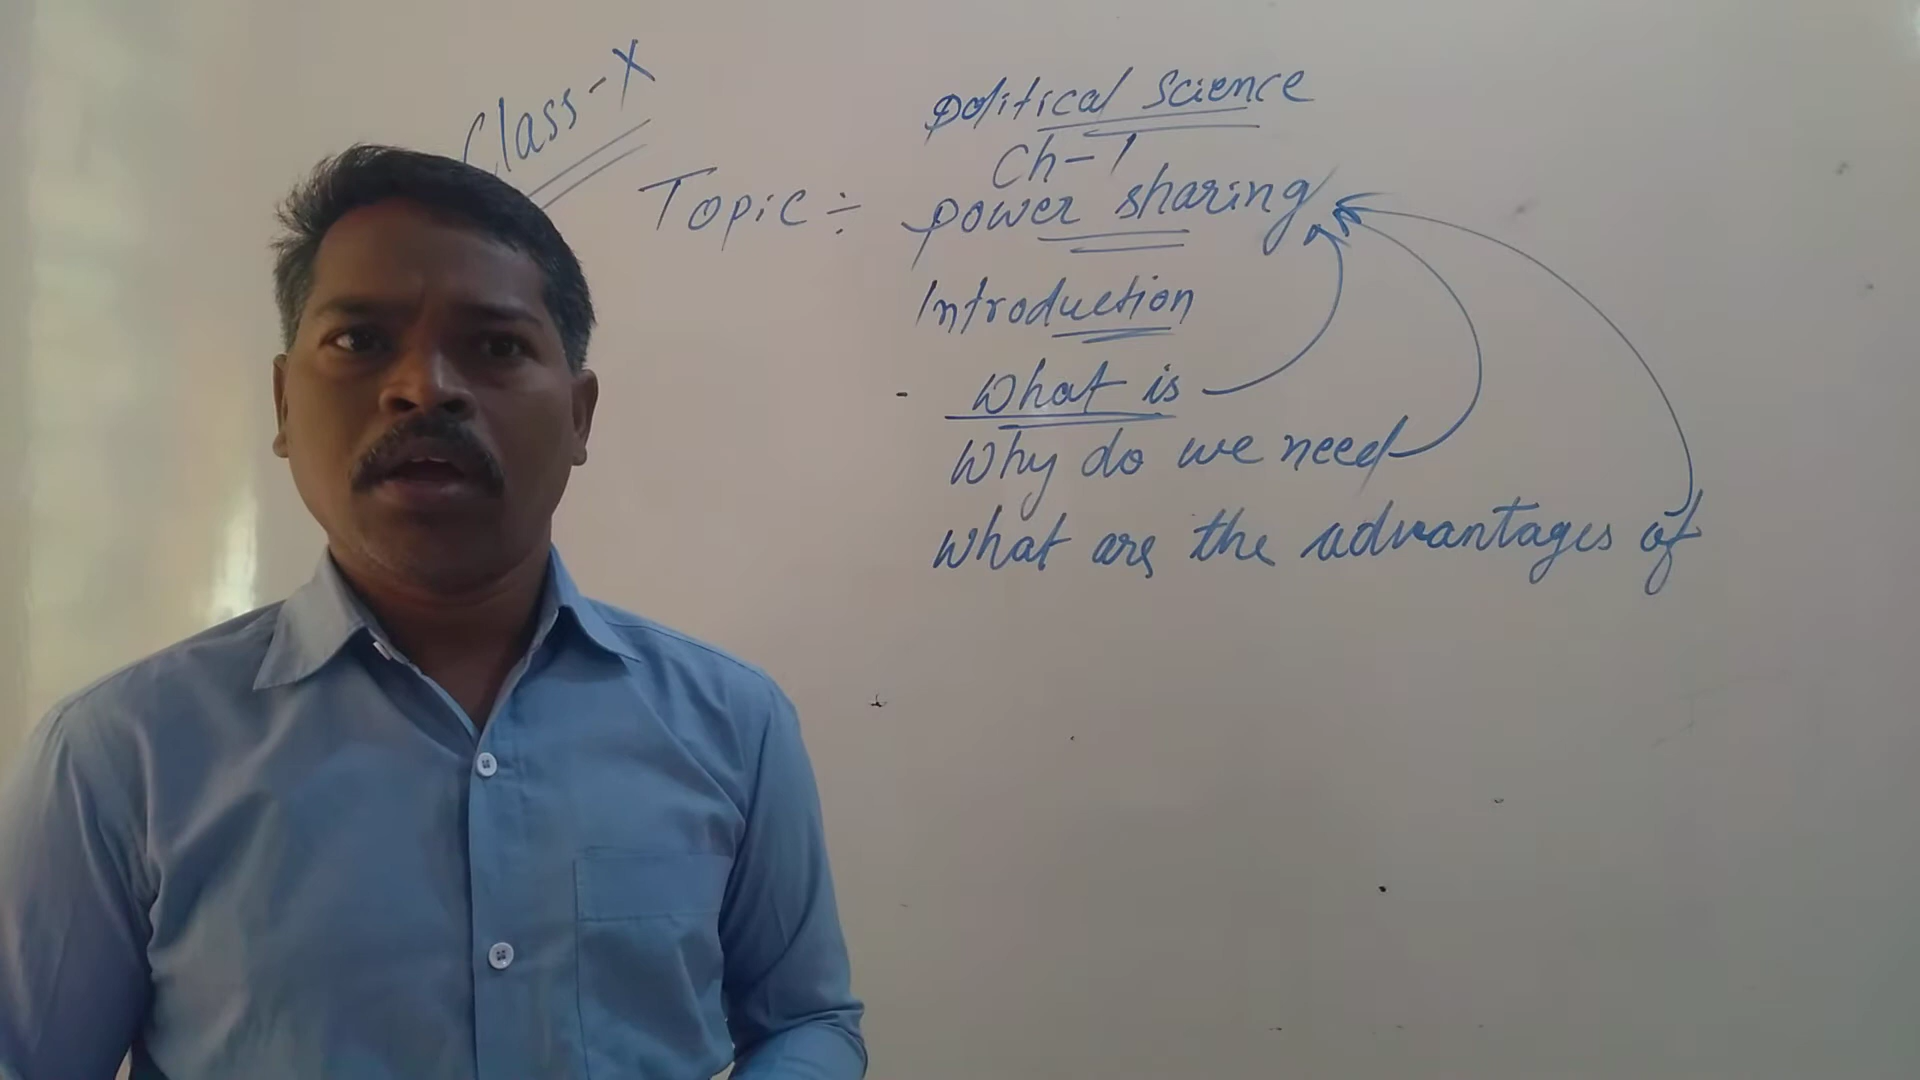 Class-X
Political Science
Ch-1
Topic ÷ power sharing
Introduction
- What is
Why do we need
What are the advantages of